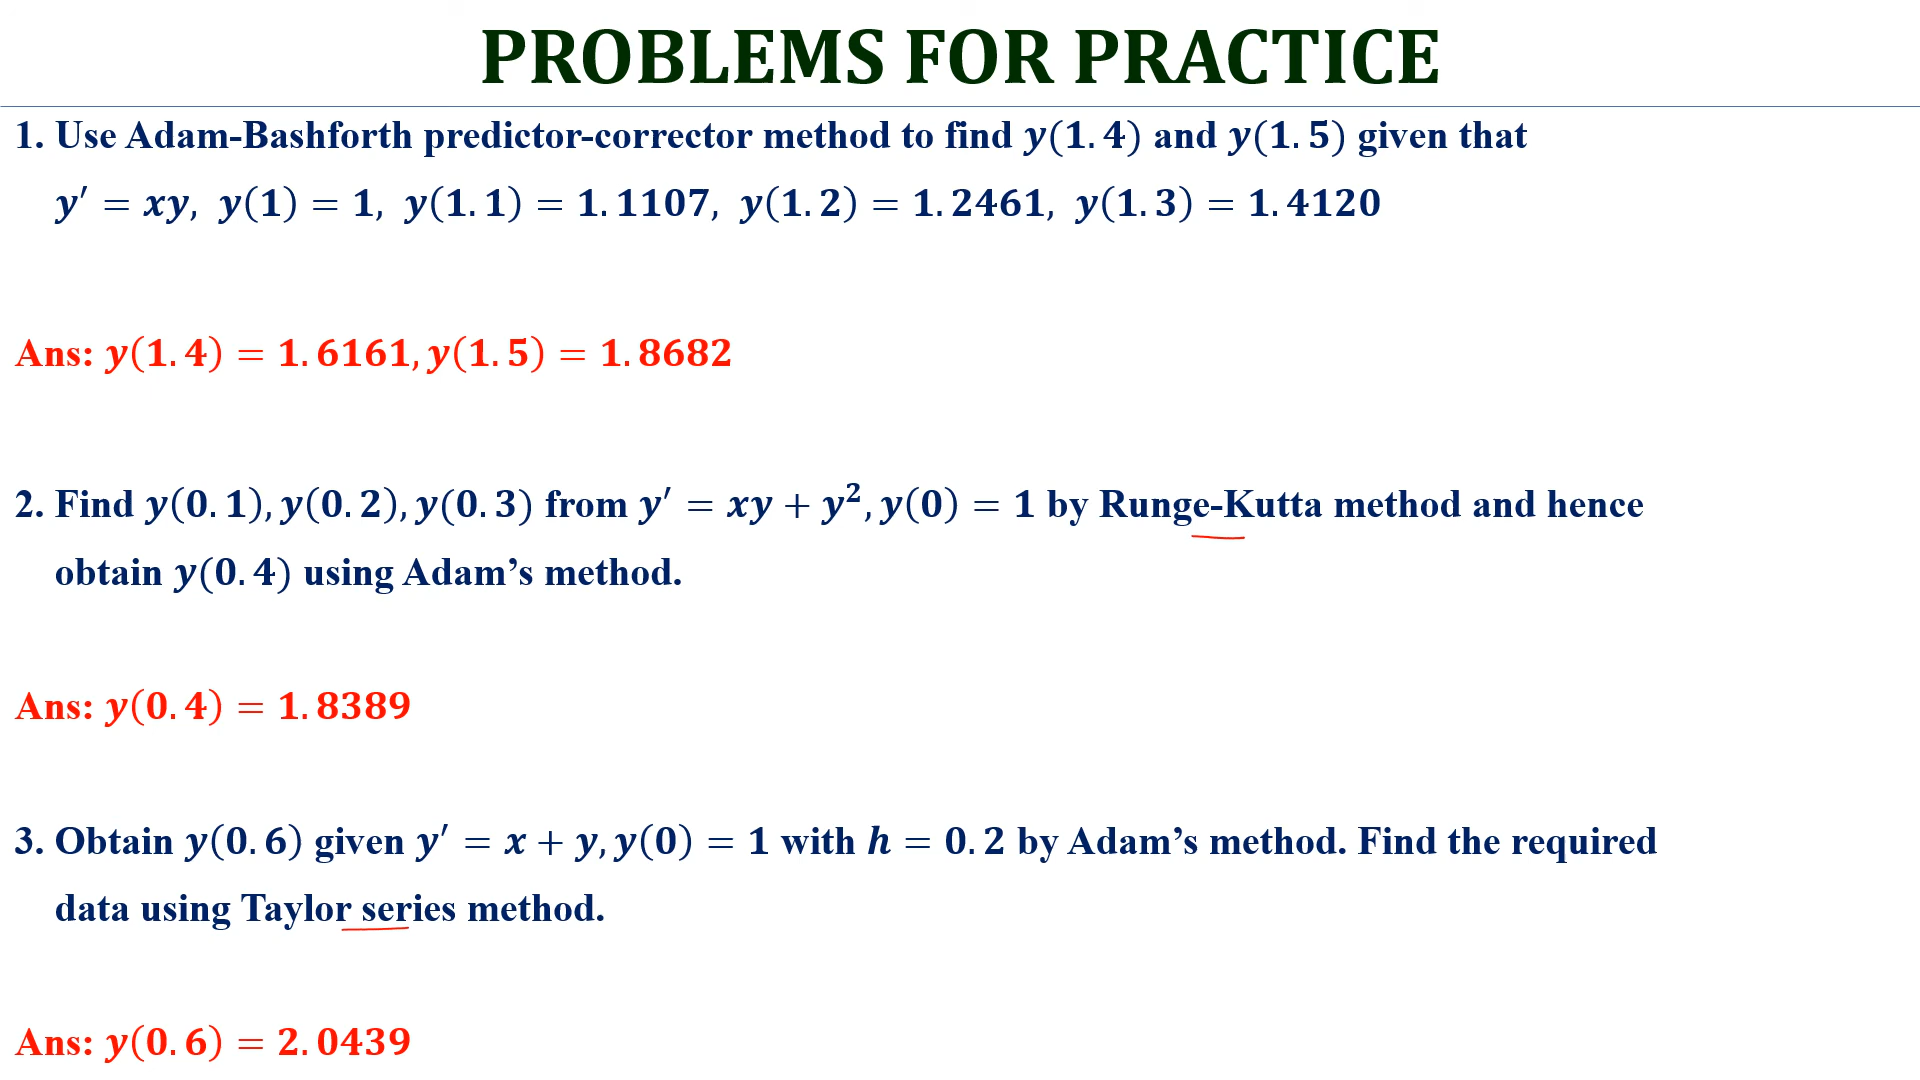 PROBLEMS FOR PRACTICE
1. Use Adam-Bashforth predictor-corrector method to find y(1.4) and y(1.5) given that
y′ = xy, y(1) = 1, y(1.1) = 1.1107, y(1.2) = 1.2461, y(1.3) = 1.4120
Ans: y(1.4) = 1.6161, y(1.5) = 1.8682
2. Find y(0.1), y(0.2), y(0.3) from y′ = xy + y², y(0) = 1 by Runge-Kutta method and hence
obtain y(0.4) using Adam’s method.
Ans: y(0.4) = 1.8389
3. Obtain y(0.6) given y′ = x + y, y(0) = 1 with h = 0.2 by Adam’s method. Find the required
data using Taylor series method.
Ans: y(0.6) = 2.0439